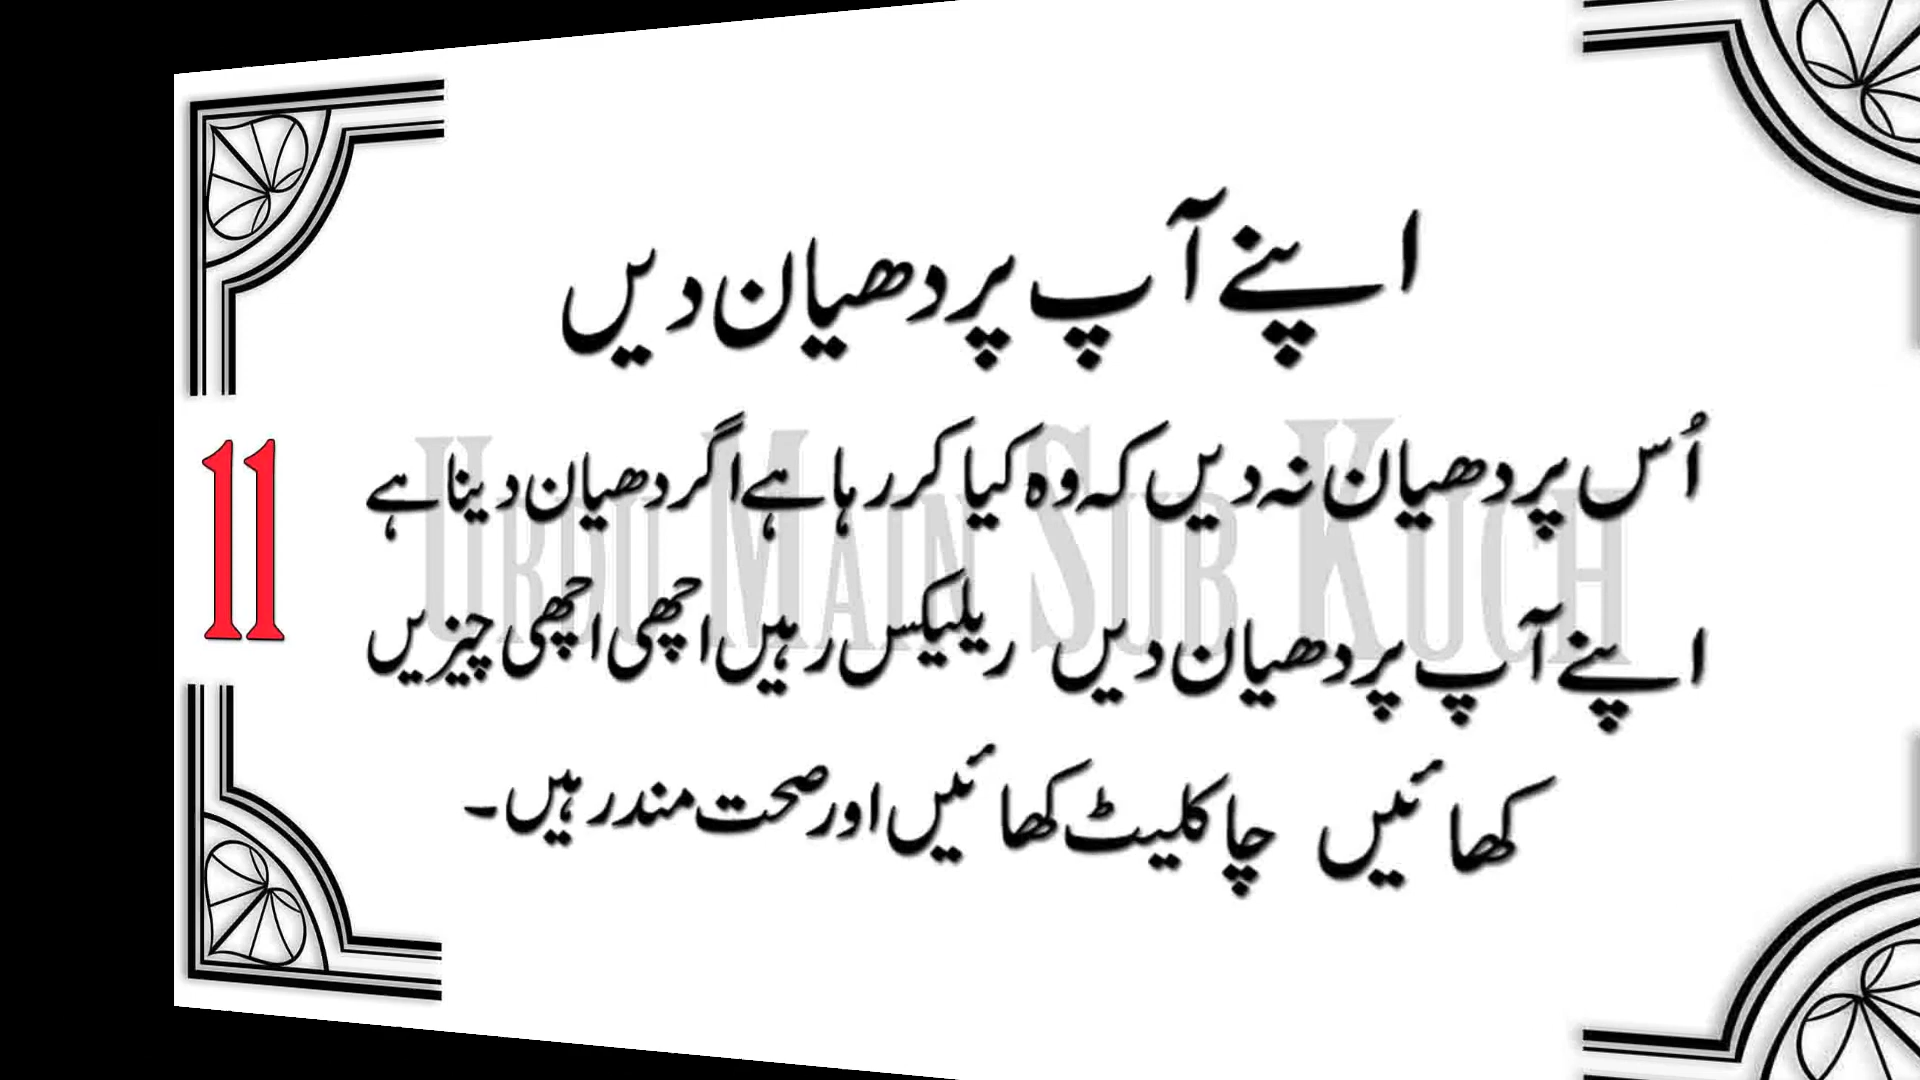 اپنے آپ پر دھیان دیں
اُس پر دھیان نہ دیں کہ وہ کیا کر رہا ہے اگر دھیان دینا ہے
اپنے آپ پر دھیان دیں ریلیکس رہیں اچھی اچھی چیزیں
کھائیں چاکلیٹ کھائیں اور صحت مند رہیں۔
11
URDU MAIN SUB KUCH